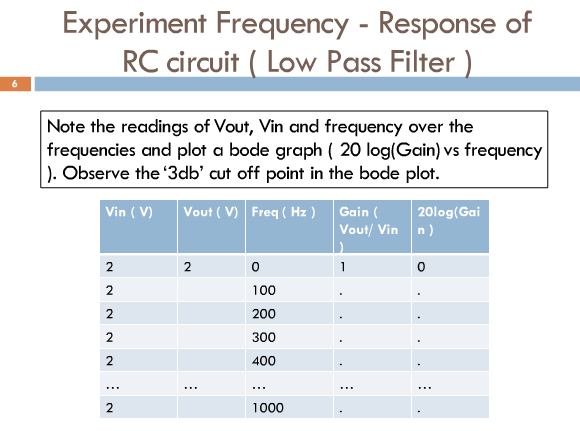 Experiment Frequency - Response of
RC circuit ( Low Pass Filter )
6
Note the readings of Vout, Vin and frequency over the
frequencies and plot a bode graph ( 20 log(Gain) vs frequency
). Observe the ‘3db’ cut off point in the bode plot.
Vin ( V) Vout ( V) Freq ( Hz ) Gain ( 20log(Gai
Vout/ Vin n )
)
2 2 0 1 0
2 100 . .
2 200 . .
2 300 . .
2 400 . .
... ... ... ... ...
2 1000 . .